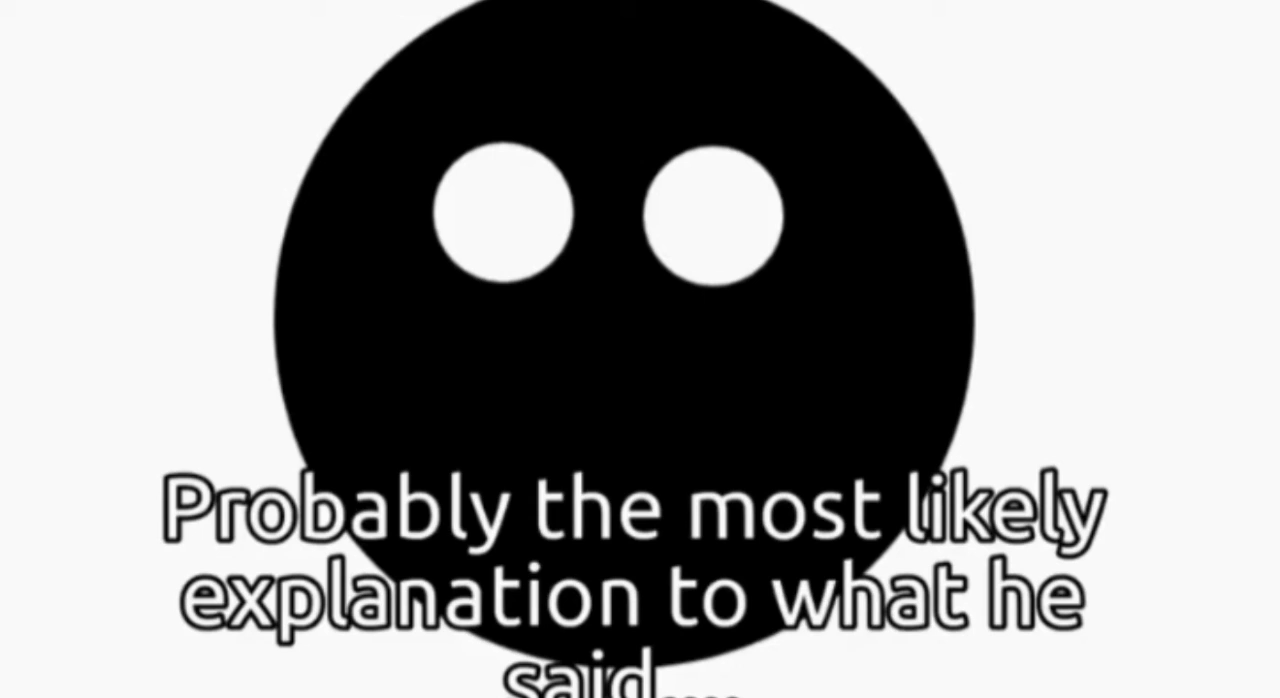 Probably the most likely
explanation to what he
said....